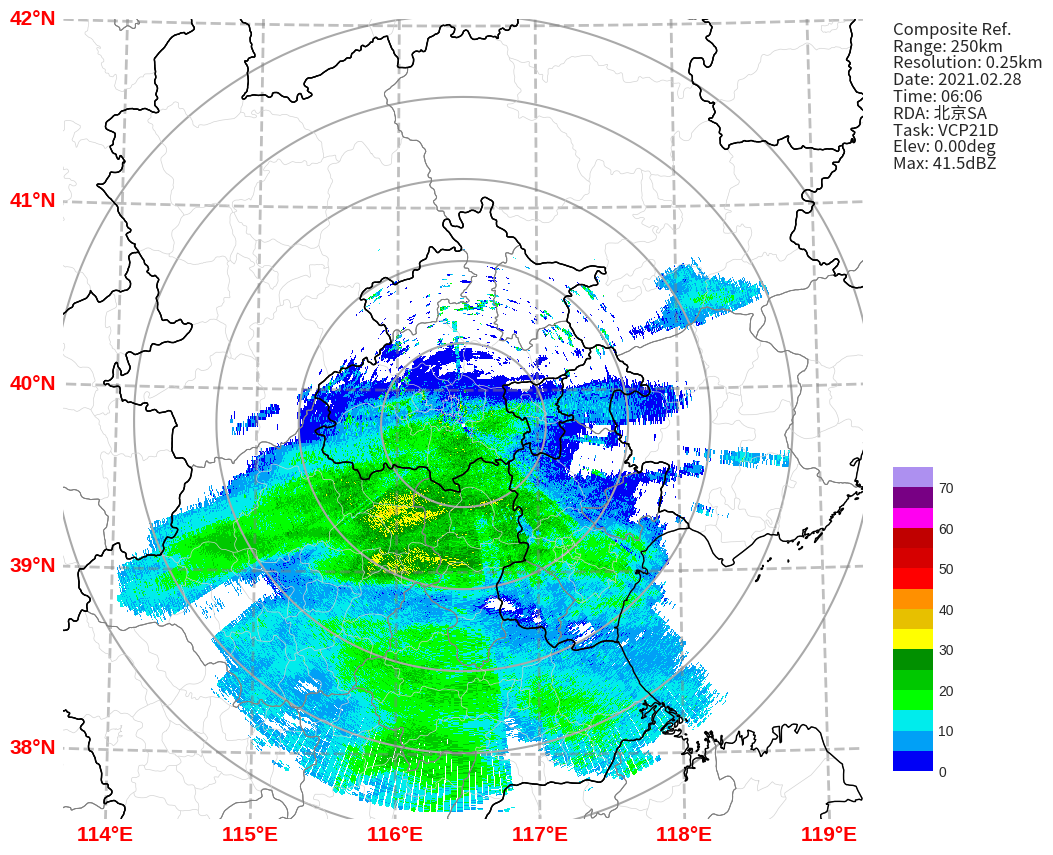 42°N
41°N
40°N
39°N
38°N
114°E
115°E
116°E
117°E
118°E
119°E
Composite Ref.
Range: 250km
Resolution: 0.25km
Date: 2021.02.28
Time: 06:06
RDA: 北京SA
Task: VCP21D
Elev: 0.00deg
Max: 41.5dBZ
70
60
50
40
30
20
10
0